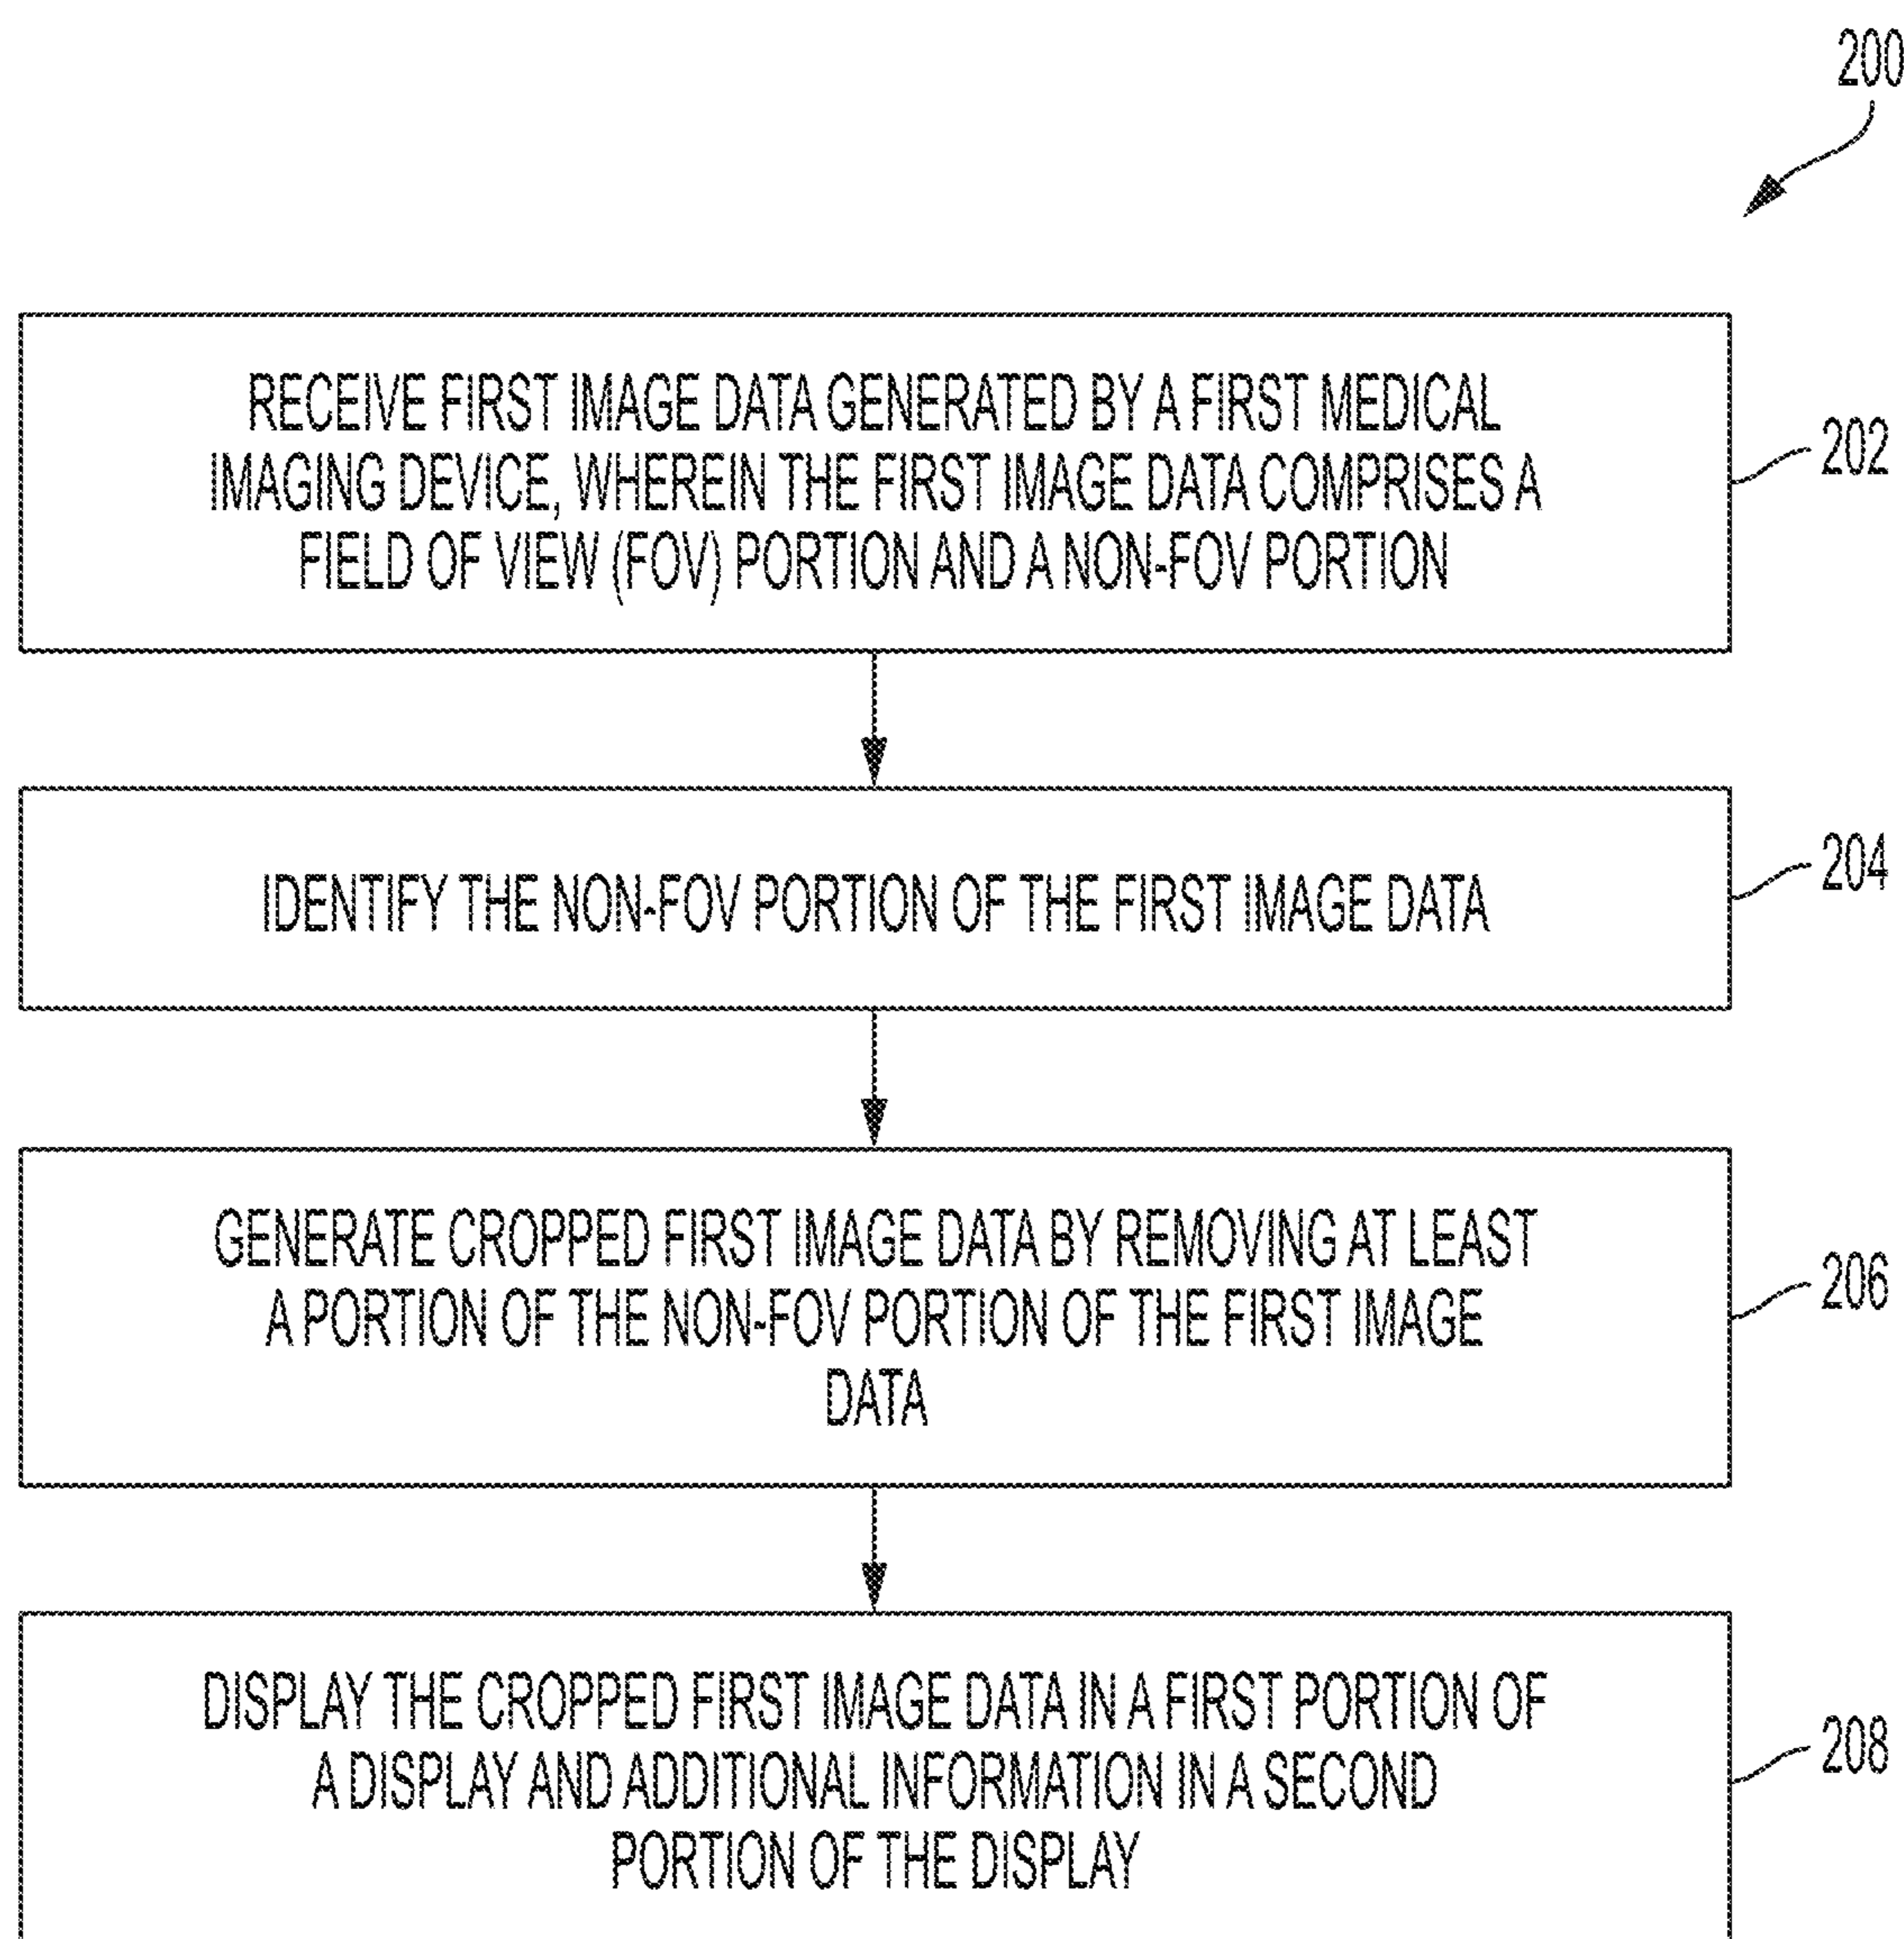 200
RECEIVE FIRST IMAGE DATA GENERATED BY A FIRST MEDICAL
IMAGING DEVICE, WHEREIN THE FIRST IMAGE DATA COMPRISES A
FIELD OF VIEW (FOV) PORTION AND A NON-FOV PORTION
202
IDENTIFY THE NON-FOV PORTION OF THE FIRST IMAGE DATA
204
GENERATE CROPPED FIRST IMAGE DATA BY REMOVING AT LEAST
A PORTION OF THE NON-FOV PORTION OF THE FIRST IMAGE
DATA
206
DISPLAY THE CROPPED FIRST IMAGE DATA IN A FIRST PORTION OF
A DISPLAY AND ADDITIONAL INFORMATION IN A SECOND
PORTION OF THE DISPLAY
208